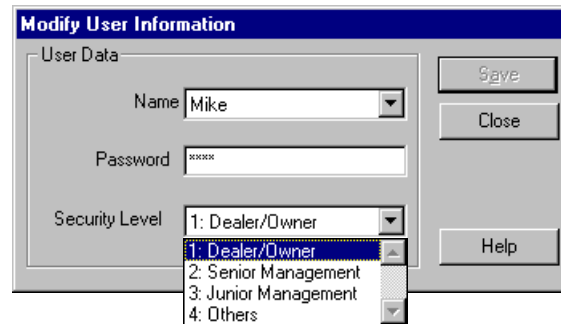 Modify User Information
User Data
Save
Name Mike
Close
Password ****
Security Level 1: Dealer/Owner
1: Dealer/Owner
Help
2: Senior Management
3: Junior Management
4: Others